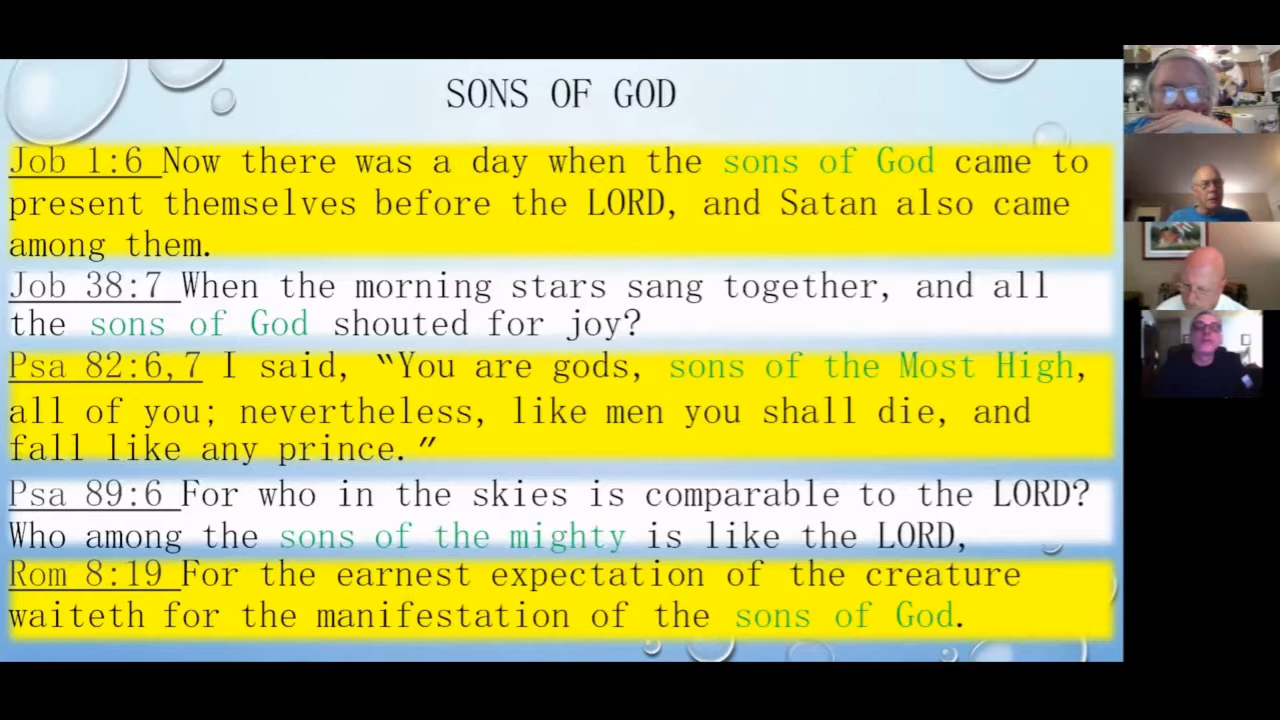 SONS OF GOD
Job 1:6 Now there was a day when the sons of God came to
present themselves before the LORD, and Satan also came
among them.
Job 38:7 When the morning stars sang together, and all
the sons of God shouted for joy?
Psa 82:6,7 I said, “You are gods, sons of the Most High,
all of you; nevertheless, like men you shall die, and
fall like any prince.”
Psa 89:6 For who in the skies is comparable to the LORD?
Who among the sons of the mighty is like the LORD,
Rom 8:19 For the earnest expectation of the creature
waiteth for the manifestation of the sons of God.